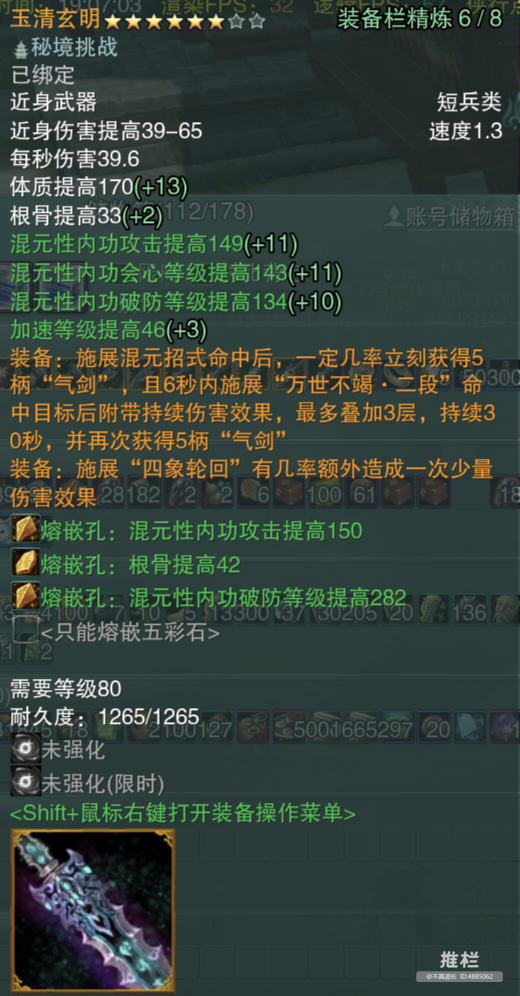 玉清玄明 装备栏精炼 6 / 8
秘境挑战
已绑定
近身武器 短兵类
近身伤害提高39-65 速度1.3
每秒伤害39.6
体质提高170(+13)
根骨提高33(+2)
(112/178)
账号储物箱
混元性内功攻击提高149(+11)
混元性内功会心等级提高143(+11)
混元性内功破防等级提高134(+10)
加速等级提高46(+3)
装备：施展混元招式命中后，一定几率立刻获得5
柄“气剑”，且6秒内施展“万世不竭·二段”命
中目标后附带持续伤害效果，最多叠加3层，持续3
0秒，并再次获得5柄“气剑”
装备：施展“四象轮回”有几率额外造成一次少量
伤害效果
熔嵌孔：混元性内功攻击提高150
熔嵌孔：根骨提高42
熔嵌孔：混元性内功破防等级提高282
<只能熔嵌五彩石>
需要等级80
耐久度：1265/1265
未强化
未强化(限时)
<Shift+鼠标右键打开装备操作菜单>
推栏
@不真道长 ID:4885062